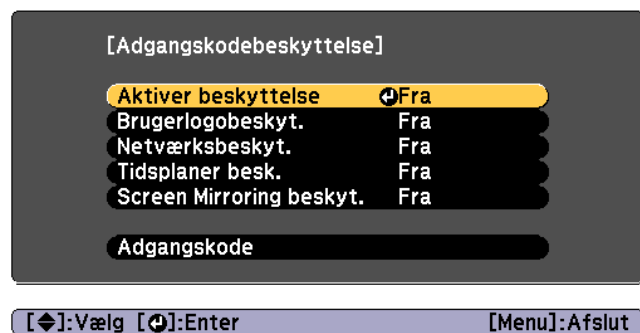 [Adgangskodebeskyttelse]
Aktiver beskyttelse Fra
Brugerlogobeskyt. Fra
Netværksbeskyt. Fra
Tidsplaner besk. Fra
Screen Mirroring beskyt. Fra
Adgangskode
[◆]:Vælg [↵]:Enter [Menu]:Afslut